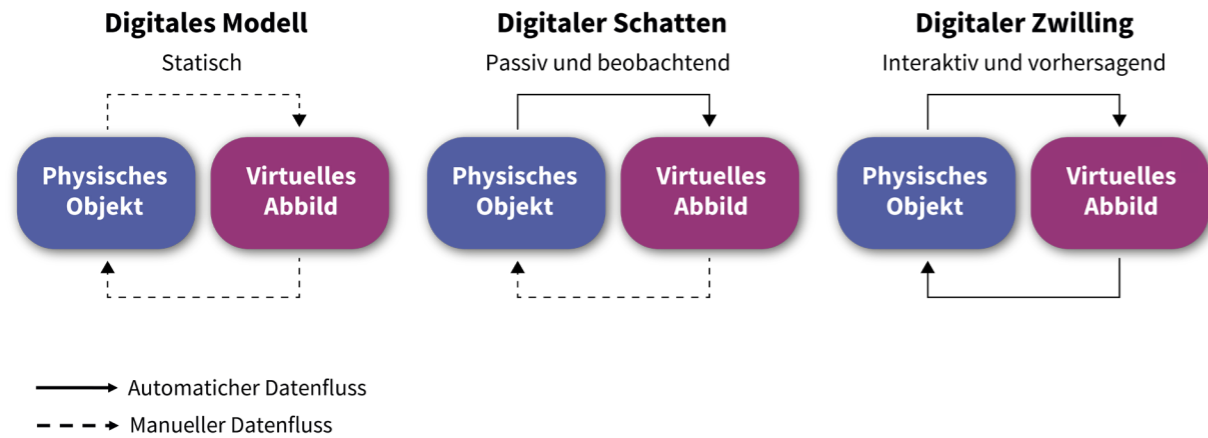 Digitales Modell
Statisch
Physisches
Objekt
Virtuelles
Abbild
Digitaler Schatten
Passiv und beobachtend
Physisches
Objekt
Virtuelles
Abbild
Digitaler Zwilling
Interaktiv und vorhersagend
Physisches
Objekt
Virtuelles
Abbild
Automaticher Datenfluss
Manueller Datenfluss